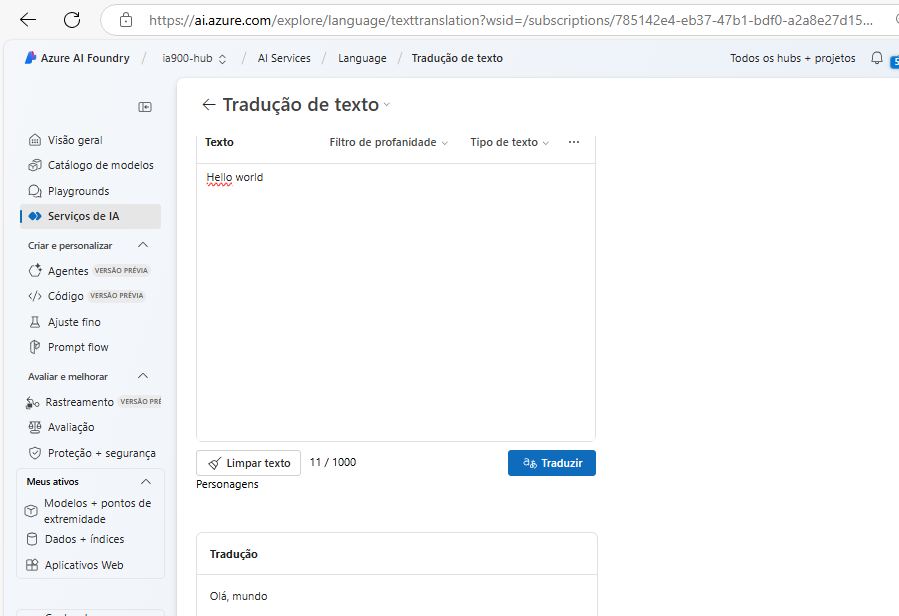 https://ai.azure.com/explore/language/texttranslation?wsid=/subscriptions/785142e4-eb37-47b1-bdf0-a2a8e27d15...
Azure AI Foundry / ia900-hub / AI Services / Language / Tradução de texto
Todos os hubs + projetos
Tradução de texto
Visão geral
Catálogo de modelos
Playgrounds
Serviços de IA
Criar e personalizar
Agentes VERSÃO PRÉVIA
Código VERSÃO PRÉVIA
Ajuste fino
Prompt flow
Avaliar e melhorar
Rastreamento VERSÃO PRÉ
Avaliação
Proteção + segurança
Meus ativos
Modelos + pontos de
extremidade
Dados + índices
Aplicativos Web
Texto Filtro de profanidade Tipo de texto ...
Hello world
Limpar texto 11 / 1000 Traduzir
Personagens
Tradução
Olá, mundo